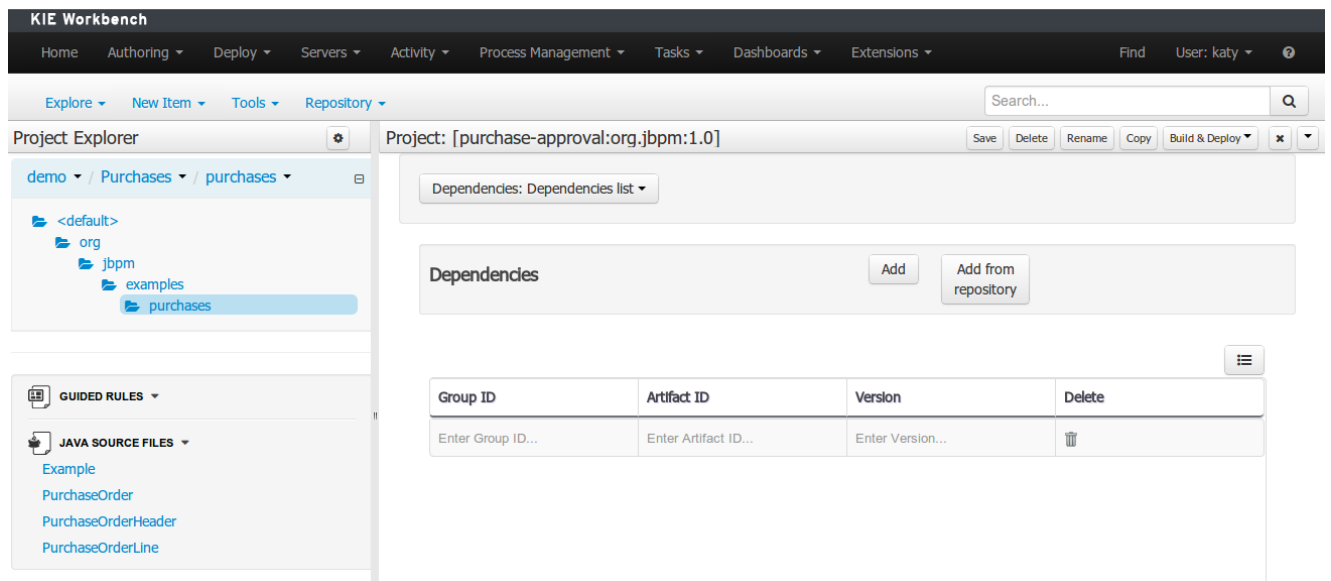 KIE Workbench
Home Authoring Deploy Servers Activity Process Management Tasks Dashboards Extensions Find User: katy
Explore New Item Tools Repository Search...
Project Explorer
Project: [purchase-approval:org.jbpm:1.0] Save Delete Rename Copy Build & Deploy
demo / Purchases / purchases
Dependencies: Dependencies list
<default>
org
jbpm
examples
purchases
Dependencies Add Add from
repository
GUIDED RULES
JAVA SOURCE FILES
Example
PurchaseOrder
PurchaseOrderHeader
PurchaseOrderLine
Group ID Artifact ID Version Delete
Enter Group ID... Enter Artifact ID... Enter Version...